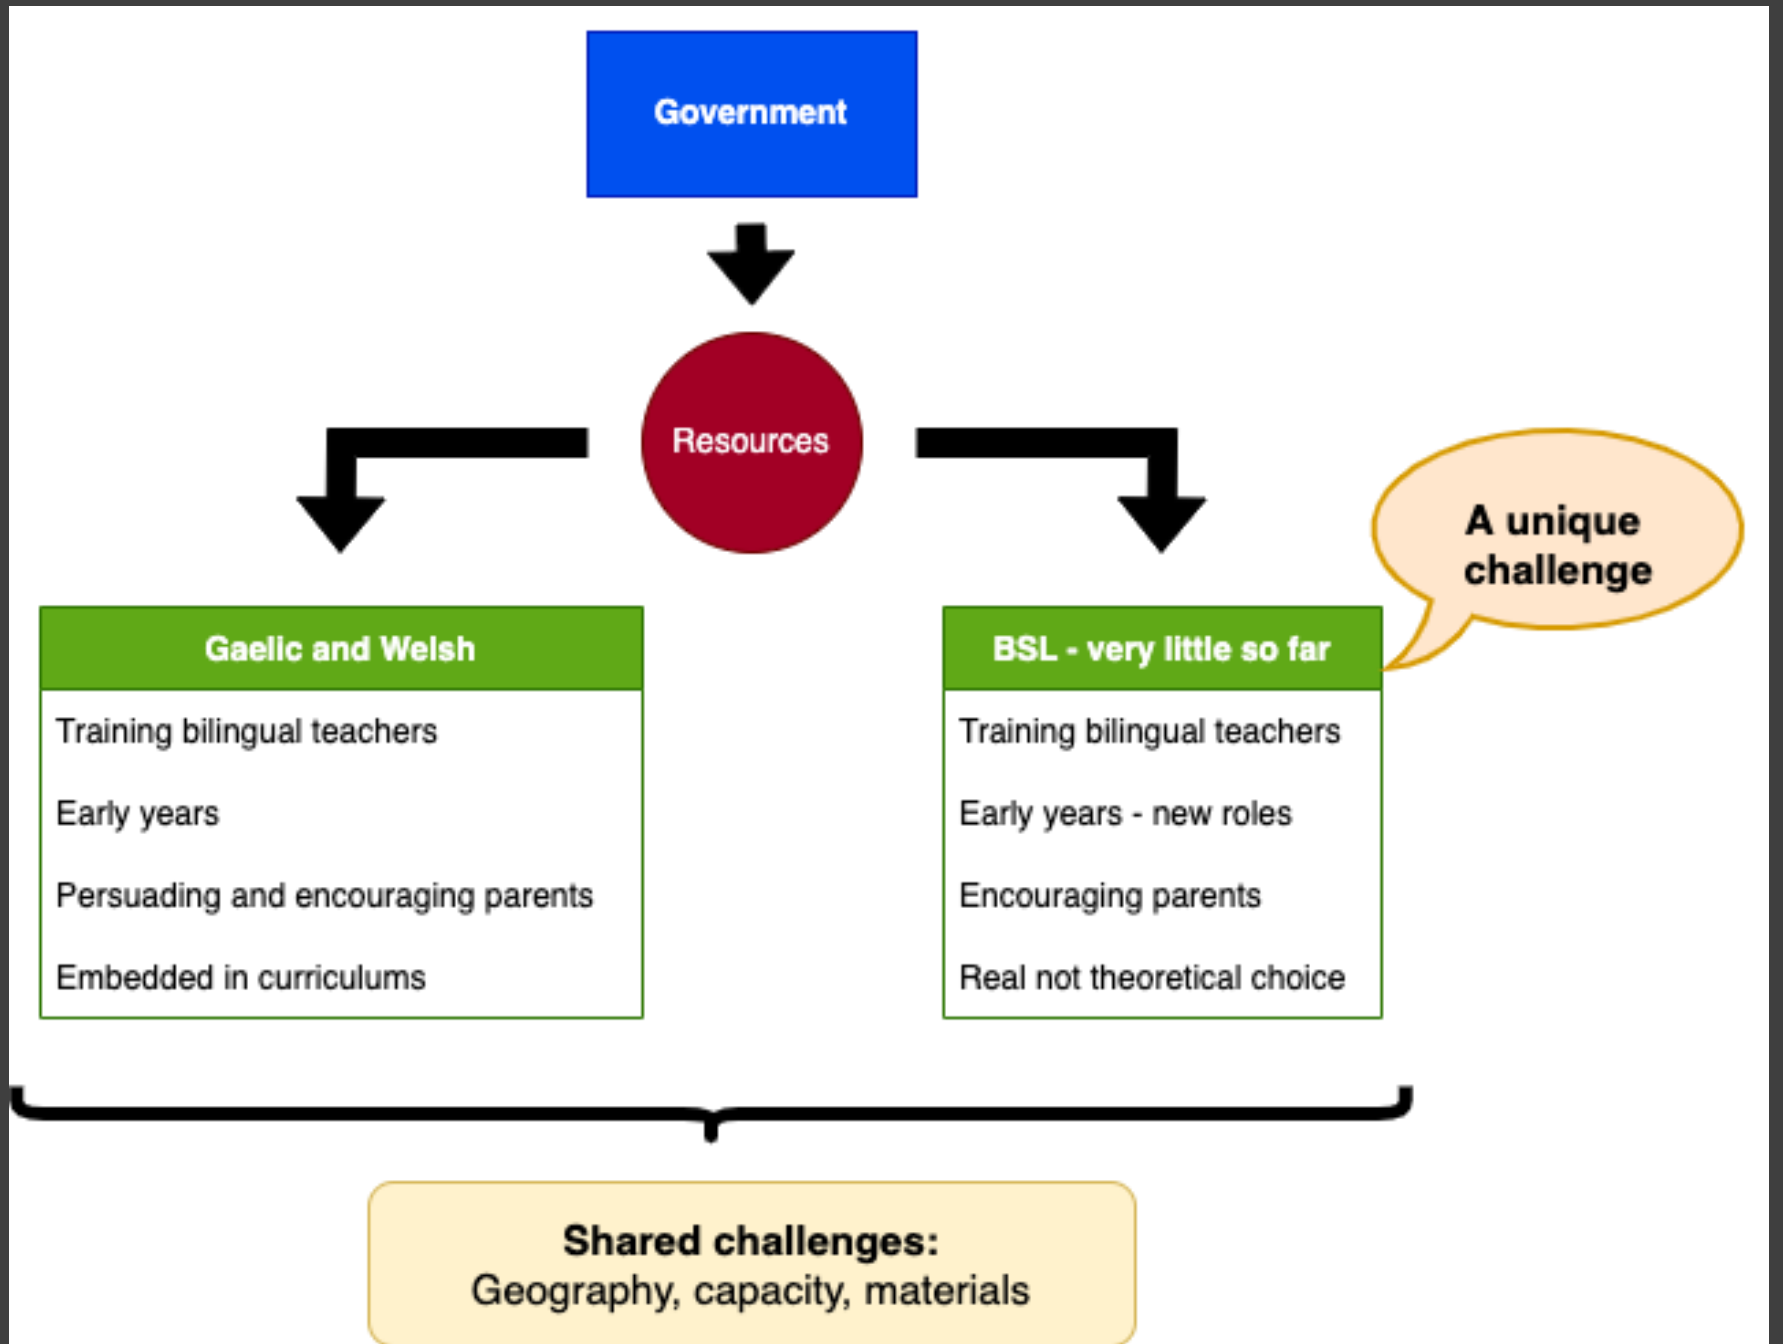 Government
Resources
A unique
challenge
Gaelic and Welsh
Training bilingual teachers
Early years
Persuading and encouraging parents
Embedded in curriculums
BSL - very little so far
Training bilingual teachers
Early years - new roles
Encouraging parents
Real not theoretical choice
Shared challenges:
Geography, capacity, materials